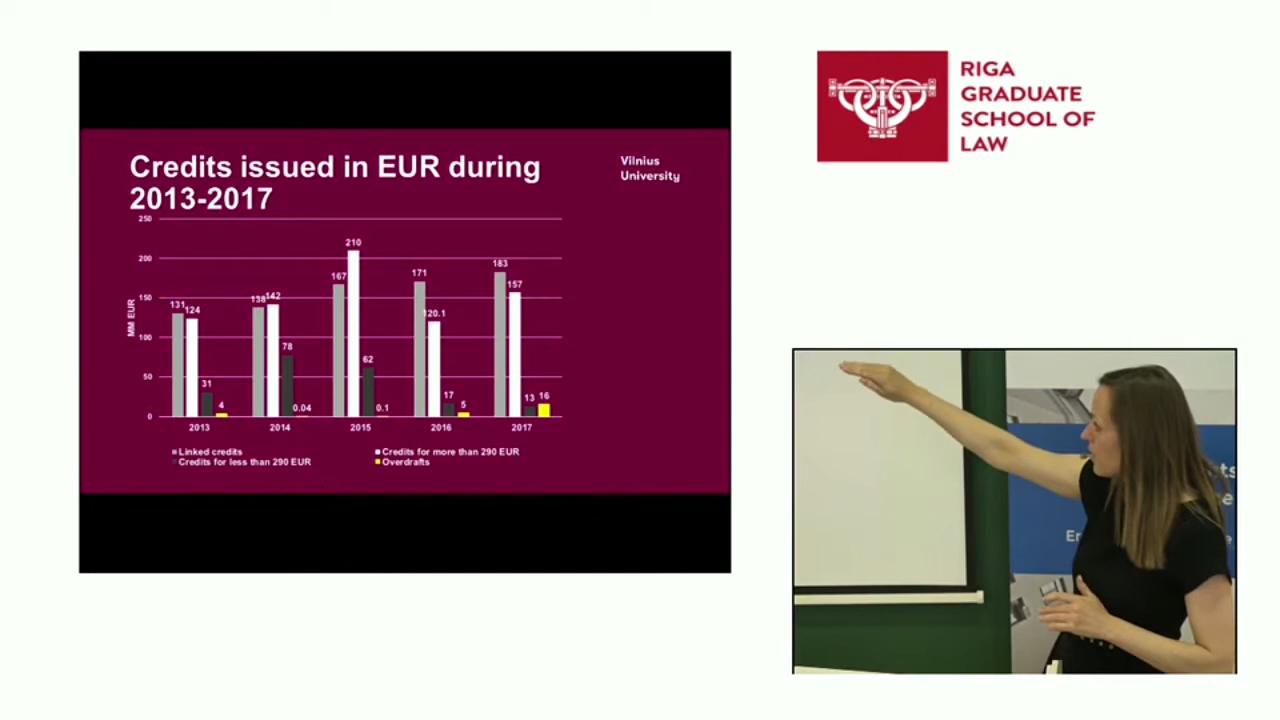 Credits issued in EUR during
2013-2017
Vilnius
University
250
200
150
100
50
0
MM EUR
131
124
31
4
138
142
78
0.04
167
210
62
0.1
171
120.1
17
5
183
157
13
16
2013
2014
2015
2016
2017
Linked credits
Credits for more than 290 EUR
Credits for less than 290 EUR
Overdrafts
RIGA
GRADUATE
SCHOOL OF
LAW